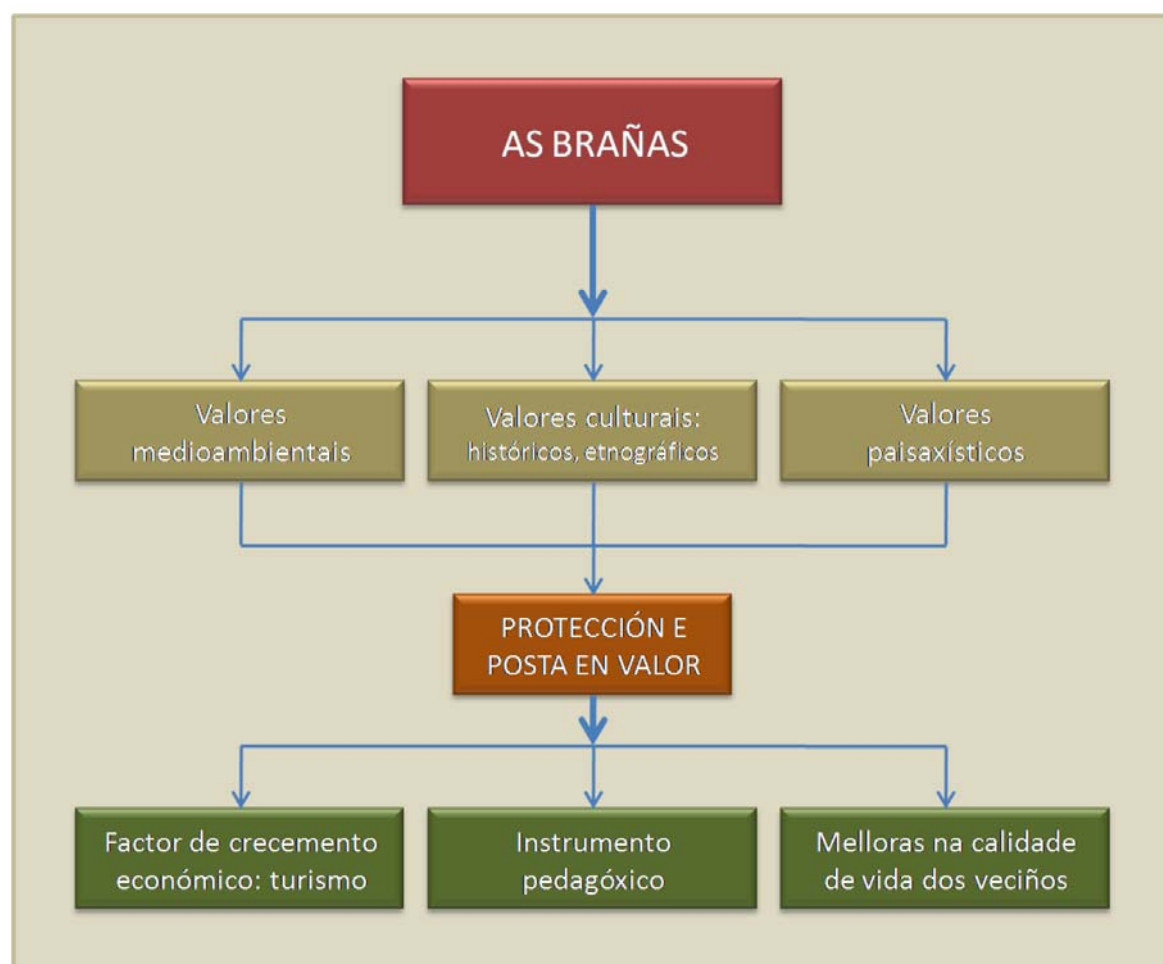 AS BRAÑAS
Valores
medioambientais
Valores culturais:
históricos, etnográficos
Valores
paisaxísticos
PROTECCIÓN E
POSTA EN VALOR
Factor de crecemento
económico: turismo
Instrumento
pedagóxico
Melloras na calidade
de vida dos veciños